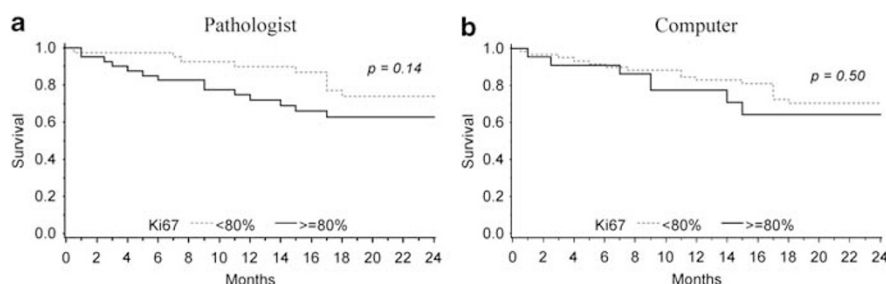 a Pathologist
1.0
0.8
0.6
0.4
0.2
0.0
Survival
p = 0.14
Ki67 <80% >=80%
0 2 4 6 8 10 12 14 16 18 20 22 24
Months
b Computer
1.0
0.8
0.6
0.4
0.2
0.0
Survival
p = 0.50
Ki67 <80% >=80%
0 2 4 6 8 10 12 14 16 18 20 22 24
Months